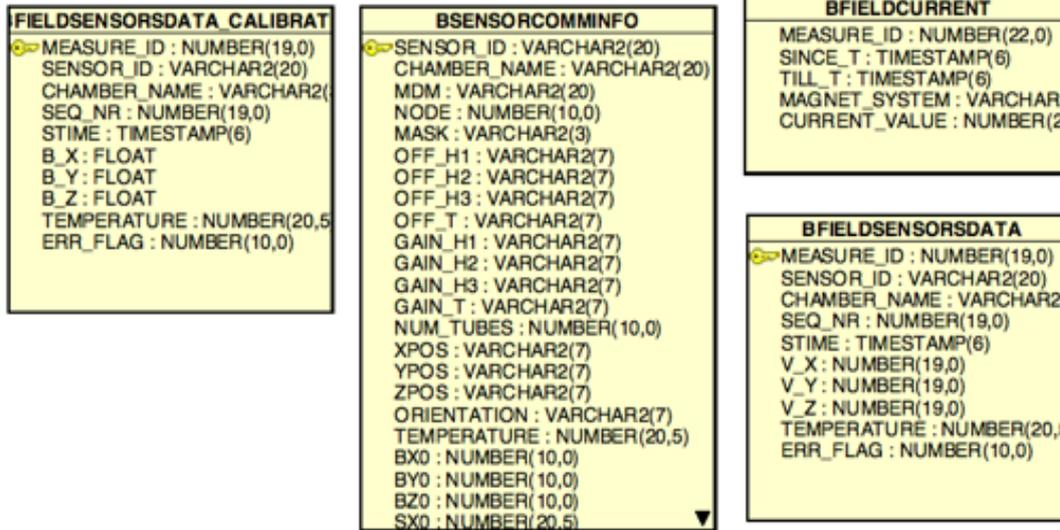 FIELDSENSORSDATA_CALIBRAT
MEASURE_ID : NUMBER(19,0)
SENSOR_ID : VARCHAR2(20)
CHAMBER_NAME : VARCHAR2(
SEQ_NR : NUMBER(19,0)
STIME : TIMESTAMP(6)
B_X : FLOAT
B_Y : FLOAT
B_Z : FLOAT
TEMPERATURE : NUMBER(20,5
ERR_FLAG : NUMBER(10,0)
BSENSORCOMMINFO
SENSOR_ID : VARCHAR2(20)
CHAMBER_NAME : VARCHAR2(20)
MDM : VARCHAR2(20)
NODE : NUMBER(10,0)
MASK : VARCHAR2(3)
OFF_H1 : VARCHAR2(7)
OFF_H2 : VARCHAR2(7)
OFF_H3 : VARCHAR2(7)
OFF_T : VARCHAR2(7)
GAIN_H1 : VARCHAR2(7)
GAIN_H2 : VARCHAR2(7)
GAIN_H3 : VARCHAR2(7)
GAIN_T : VARCHAR2(7)
NUM_TUBES : NUMBER(10,0)
XPOS : VARCHAR2(7)
YPOS : VARCHAR2(7)
ZPOS : VARCHAR2(7)
ORIENTATION : VARCHAR2(7)
TEMPERATURE : NUMBER(20,5)
BX0 : NUMBER(10,0)
BY0 : NUMBER(10,0)
BZ0 : NUMBER(10,0)
SX0 : NUMBER(20,5)
BFIELDCURRENT
MEASURE_ID : NUMBER(22,0)
SINCE_T : TIMESTAMP(6)
TILL_T : TIMESTAMP(6)
MAGNET_SYSTEM : VARCHAR
CURRENT_VALUE : NUMBER(2
BFIELDSENSORSDATA
MEASURE_ID : NUMBER(19,0)
SENSOR_ID : VARCHAR2(20)
CHAMBER_NAME : VARCHAR2
SEQ_NR : NUMBER(19,0)
STIME : TIMESTAMP(6)
V_X : NUMBER(19,0)
V_Y : NUMBER(19,0)
V_Z : NUMBER(19,0)
TEMPERATURE : NUMBER(20,5
ERR_FLAG : NUMBER(10,0)